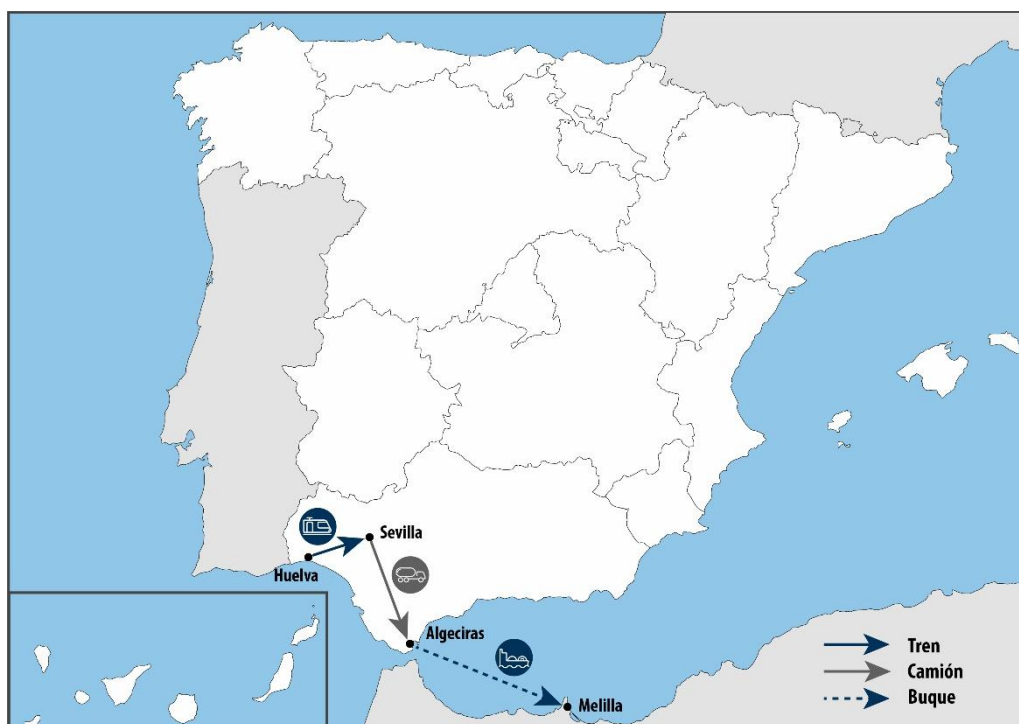 Sevilla
Huelva
Algeciras
Melilla
Tren
Camión
Buque